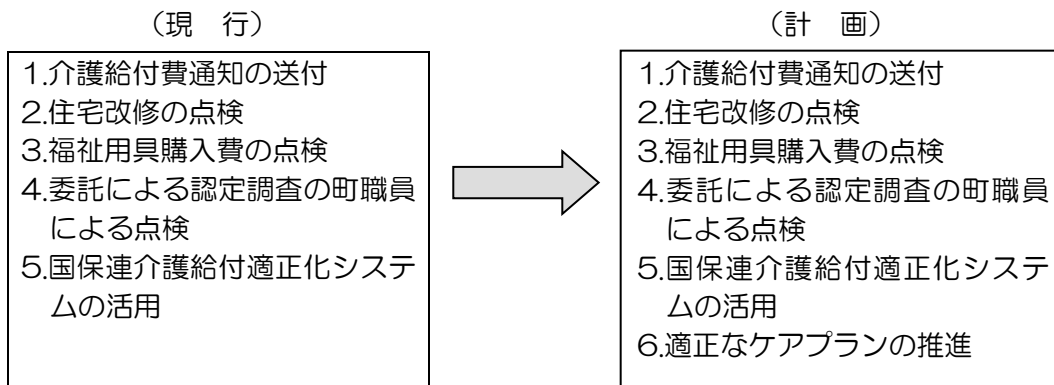 （現　行）
1.介護給付費通知の送付
2.住宅改修の点検
3.福祉用具購入費の点検
4.委託による認定調査の町職員
による点検
5.国保連介護給付適正化システ
ムの活用
（計　画）
1.介護給付費通知の送付
2.住宅改修の点検
3.福祉用具購入費の点検
4.委託による認定調査の町職員
による点検
5.国保連介護給付適正化システ
ムの活用
6.適正なケアプランの推進